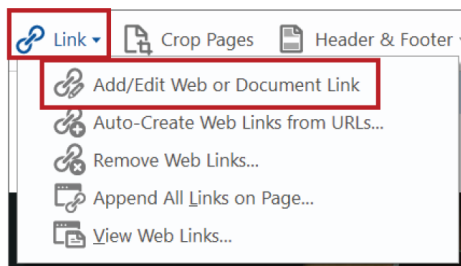 Link Crop Pages Header & Footer
Add/Edit Web or Document Link
Auto-Create Web Links from URLs...
Remove Web Links...
Append All Links on Page...
View Web Links...